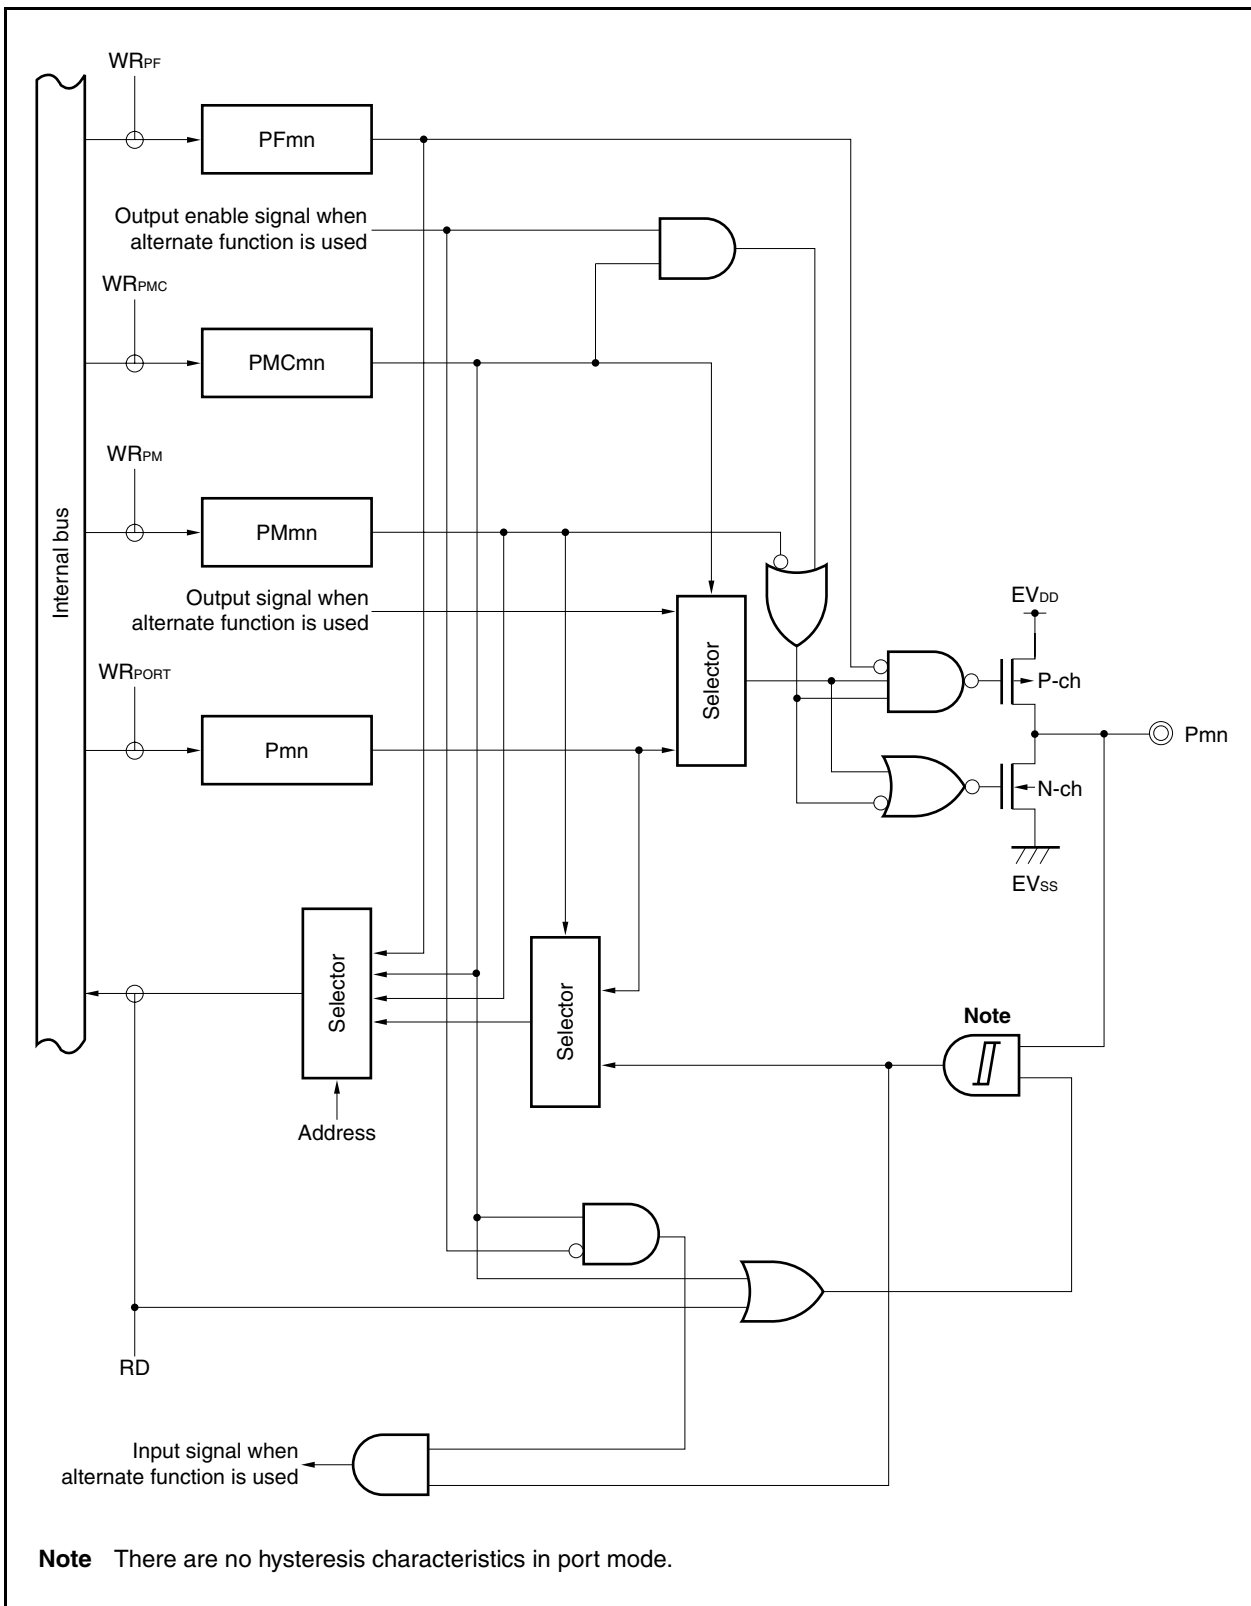 WRPF
PFmn
Output enable signal when
alternate function is used
WRPMC
PMCmn
WRPM
PMmn
Internal bus
Output signal when
alternate function is used
EVDD
WRPORT
Selector
P-ch
Pmn
Pmn
N-ch
EVSS
Selector
Selector
Note
Address
RD
Input signal when
alternate function is used
Note There are no hysteresis characteristics in port mode.